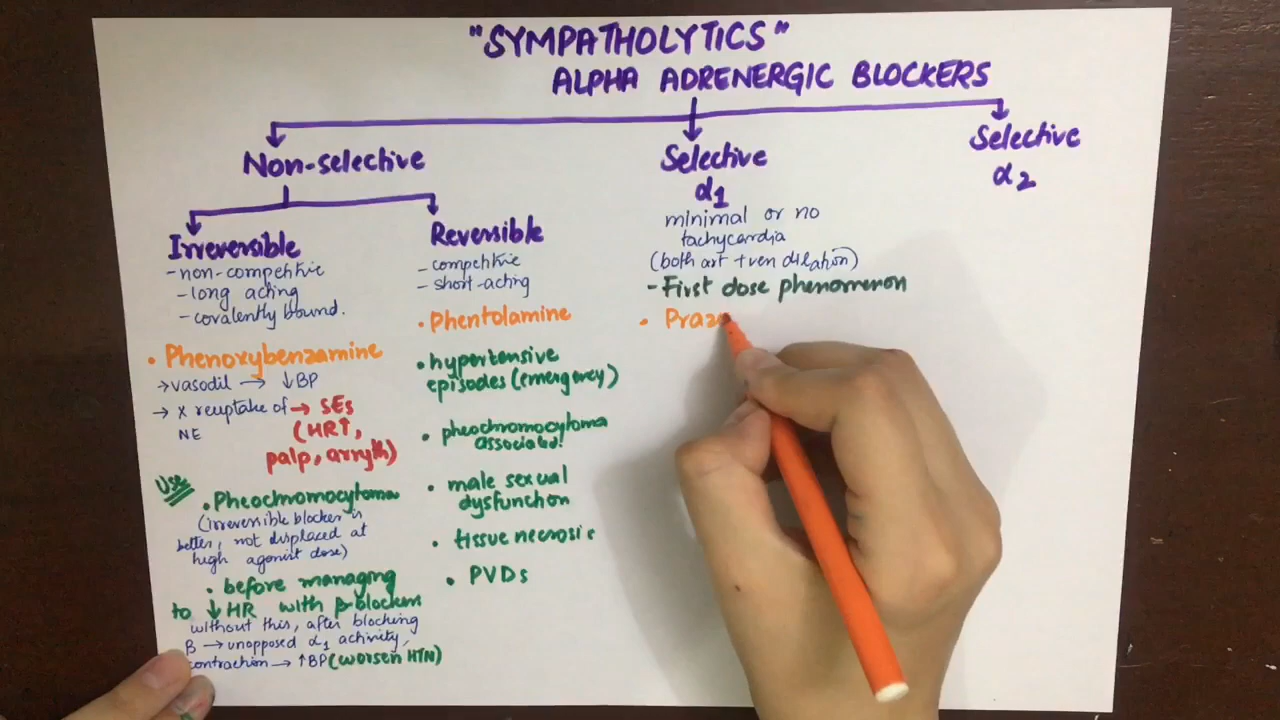 "SYMPATHOLYTICS"
ALPHA ADRENERGIC BLOCKERS
Non-selective
Irreversible
- non-competitive
- long acting
- covalently bound.
• Phenoxybenzamine
→ vasodil → ↓BP
→ X reuptake of → SEs
NE (HR↑,
palp, arryth)
Use
• Pheochromocytoma
(irreversible blocker is
better, not displaced at
high agonist dose)
• before managing
to ↓HR with β-blockers
without this, after blocking
β → unopposed α1 activity,
contraction → ↑BP (worsen HTN)
Reversible
- competitive
- short-acting
• Phentolamine
• hypertensive
episodes (emergency)
• pheochromocytoma
associated!
• male sexual
dysfunction
• tissue necrosis
• PVDs
Selective
α1
minimal or no
tachycardia
(both art + ven dilation)
- First dose phenomenon
• Prazo
Selective
α2